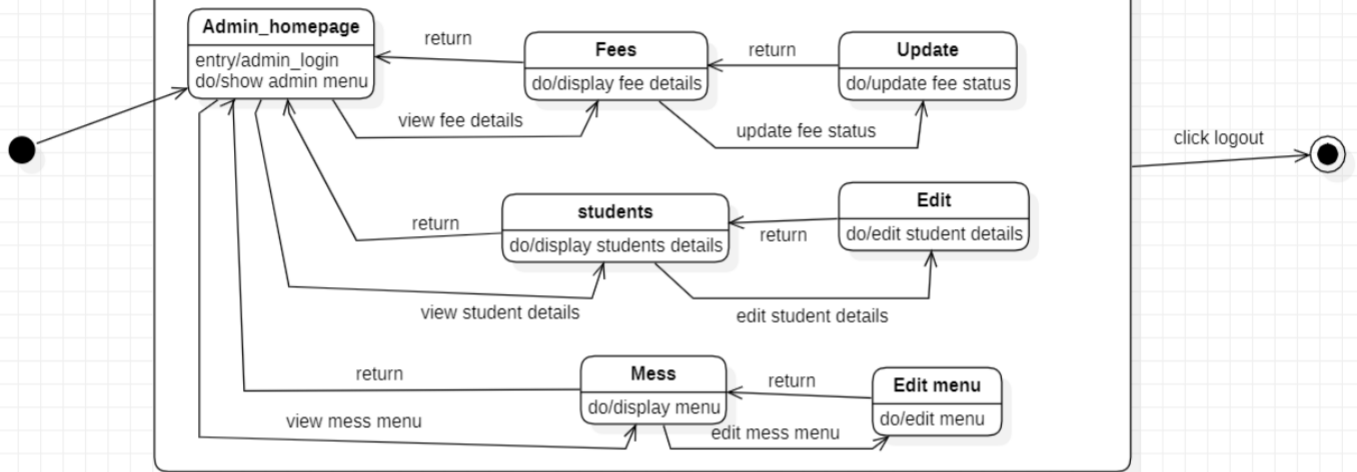 Admin_homepage
entry/admin_login
do/show admin menu
return
Fees
do/display fee details
return
Update
do/update fee status
view fee details
update fee status
click logout
students
do/display students details
return
return
Edit
do/edit student details
view student details
edit student details
return
Mess
do/display menu
return
Edit menu
do/edit menu
view mess menu
edit mess menu